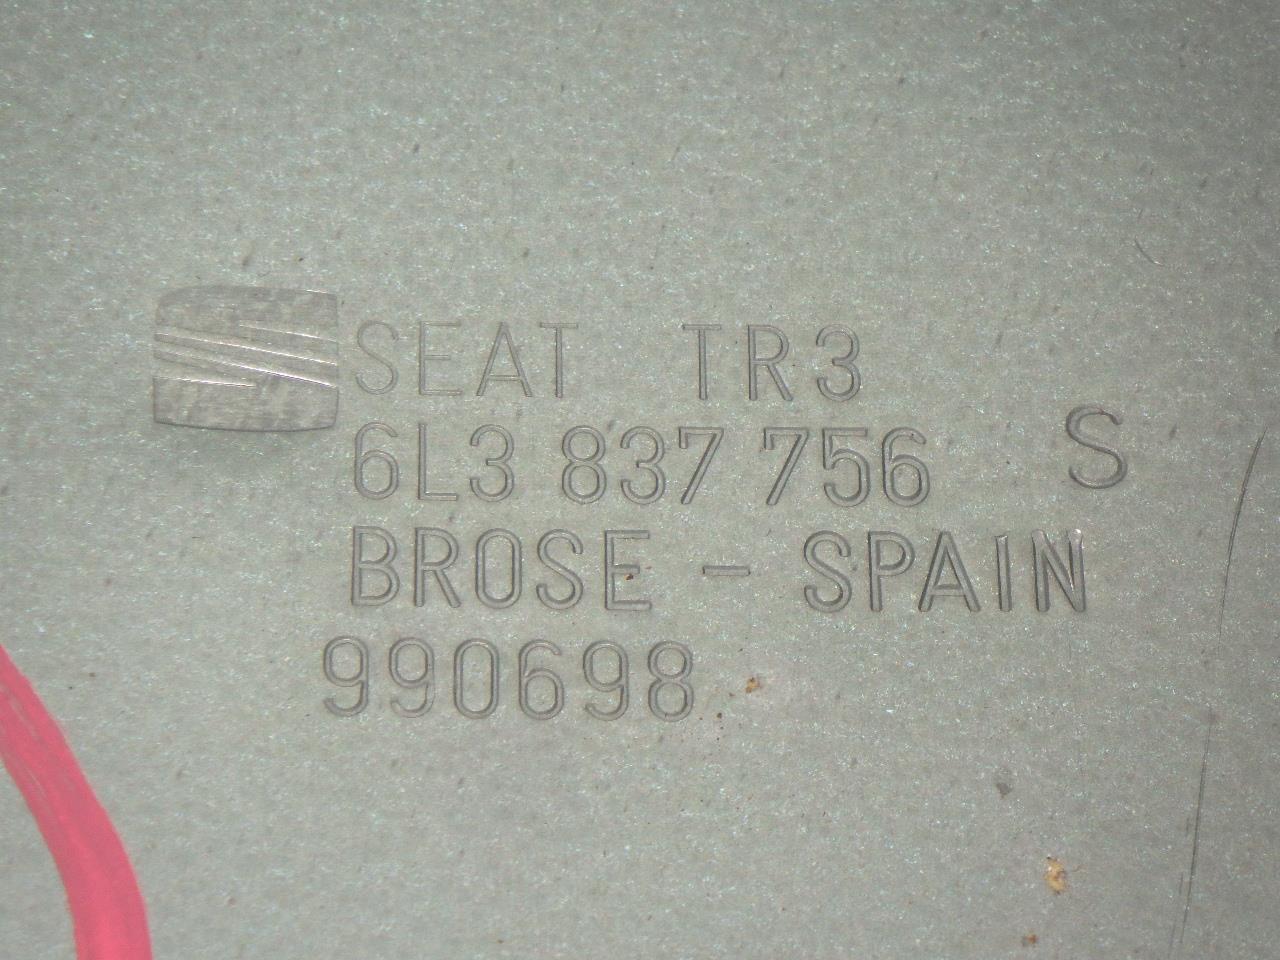 SEAT TR3
6L3 837 756 S
BROSE - SPAIN
990698